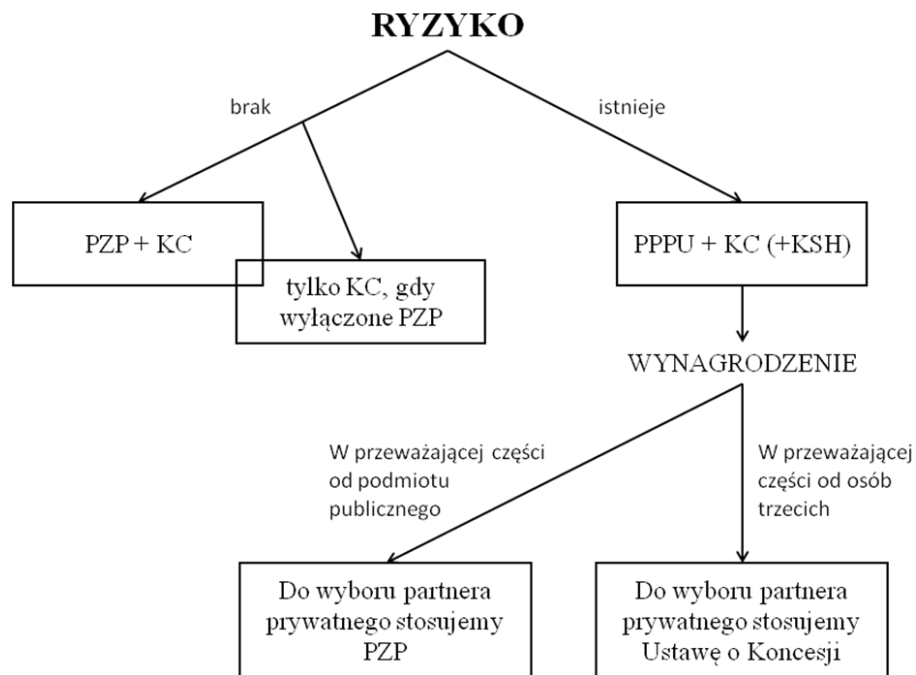 RYZYKO
brak
istnieje
PZP + KC
PPPU + KC (+KSH)
tylko KC, gdy
wyłączone PZP
WYNAGRODZENIE
W przeważającej części
od podmiotu
publicznego
W przeważającej
części od osób
trzecich
Do wyboru partnera
prywatnego stosujemy
PZP
Do wyboru partnera
prywatnego stosujemy
Ustawę o Koncesji